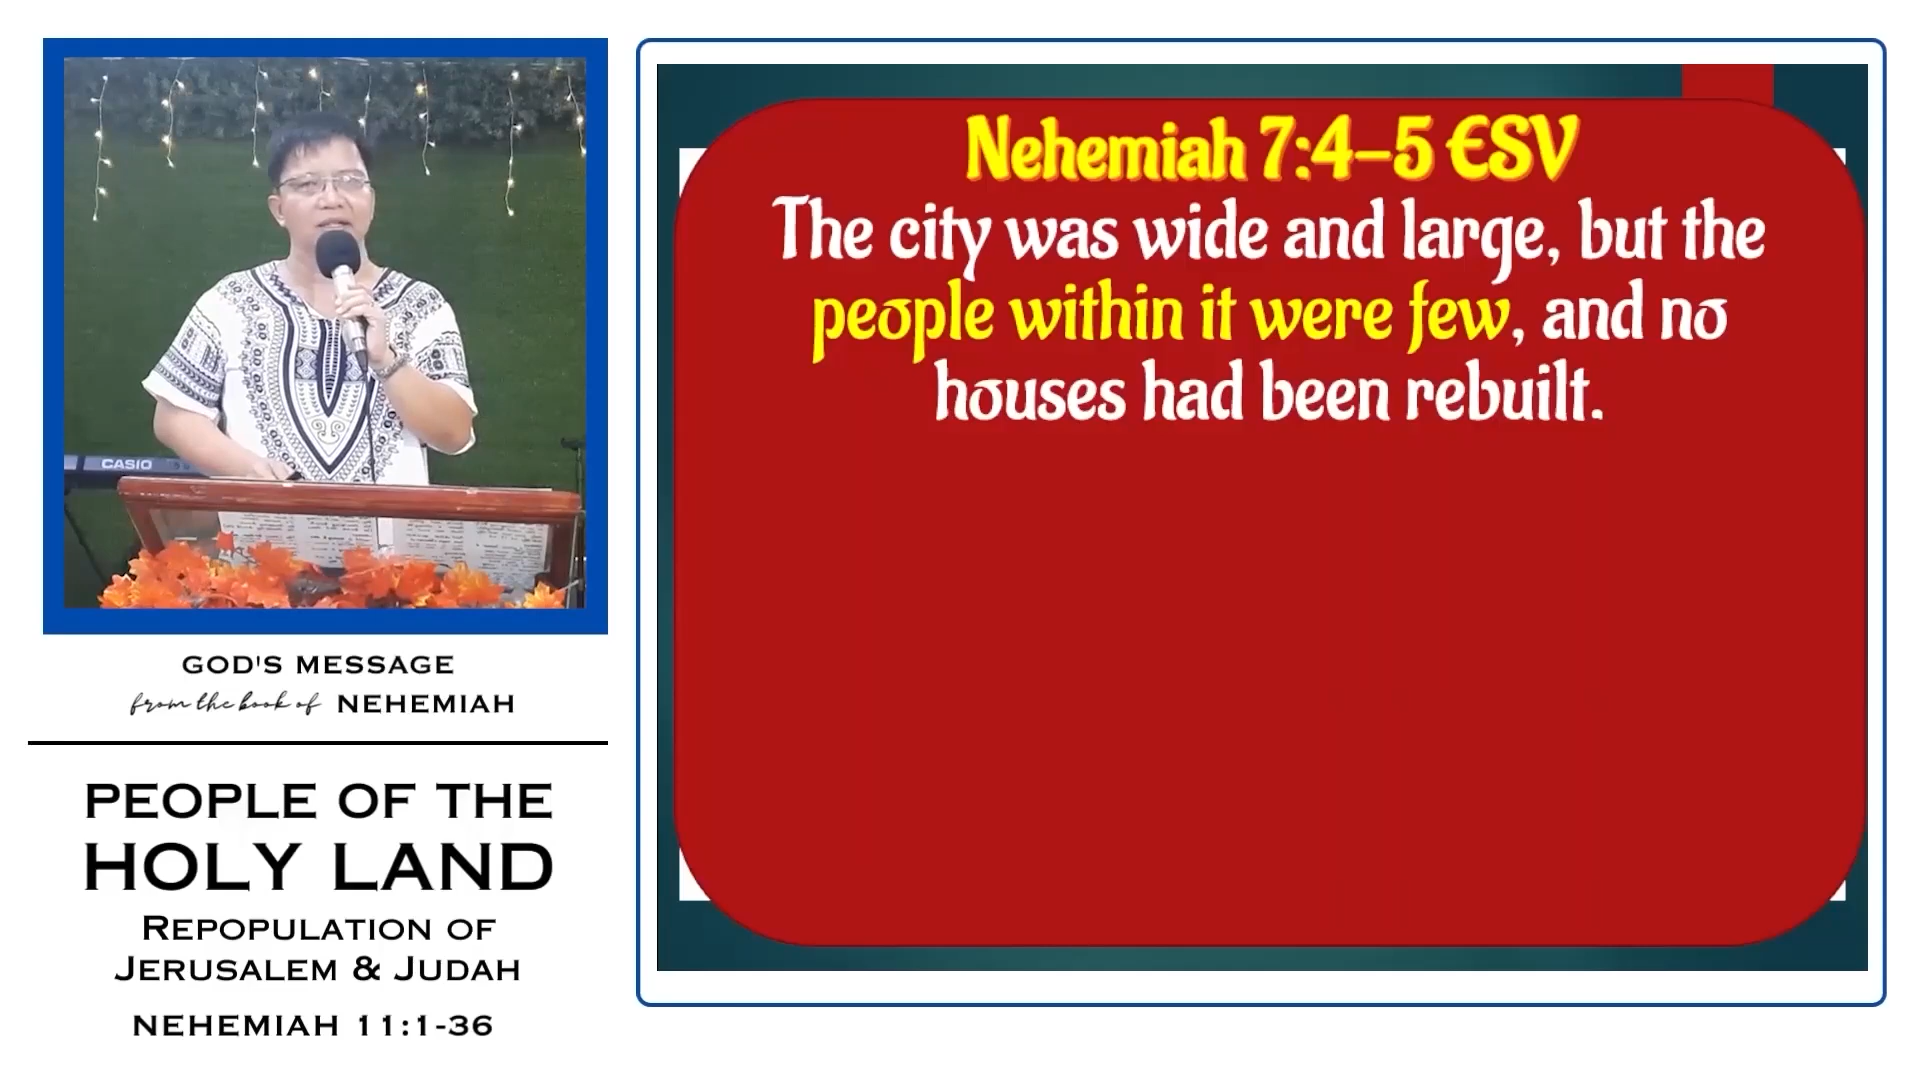 CASIO
GOD'S MESSAGE
from the book of NEHEMIAH
PEOPLE OF THE
HOLY LAND
REPOPULATION OF
JERUSALEM & JUDAH
NEHEMIAH 11:1-36
Nehemiah 7:4–5 ESV
The city was wide and large, but the
people within it were few, and no
houses had been rebuilt.